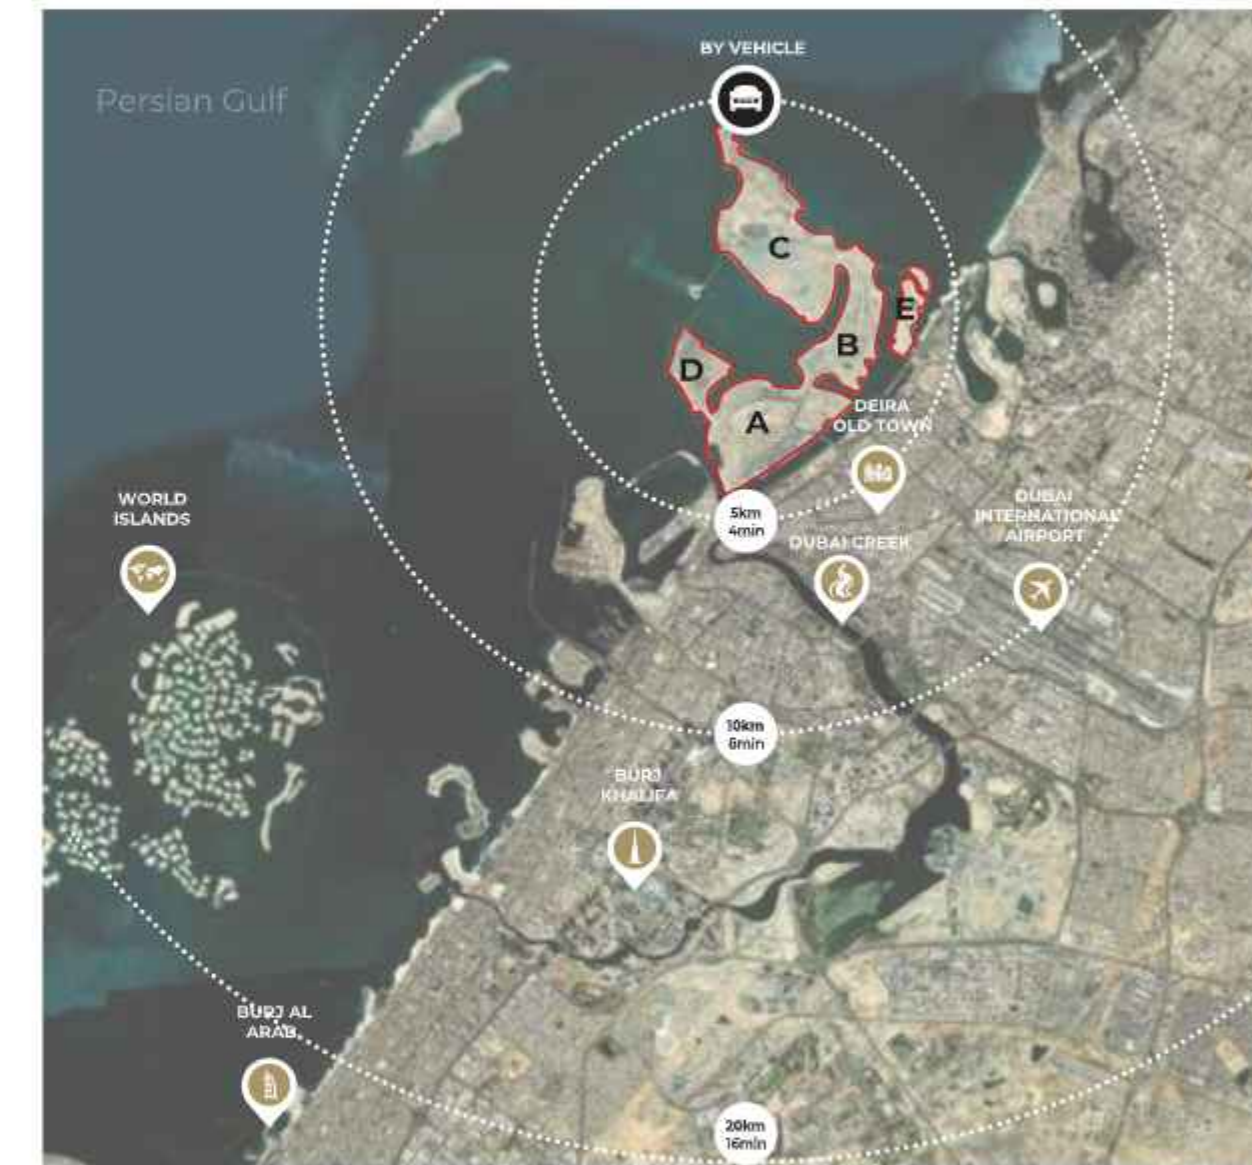 BY VEHICLE
Persian Gulf
C
E
B
D
A
DEIRA
OLD TOWN
WORLD
ISLANDS
5km
4min
DUBAI
INTERNATIONAL
AIRPORT
DUBAI CREEK
10km
6min
BURJ
KHALIFA
BURJ AL
ARAB
20km
16min